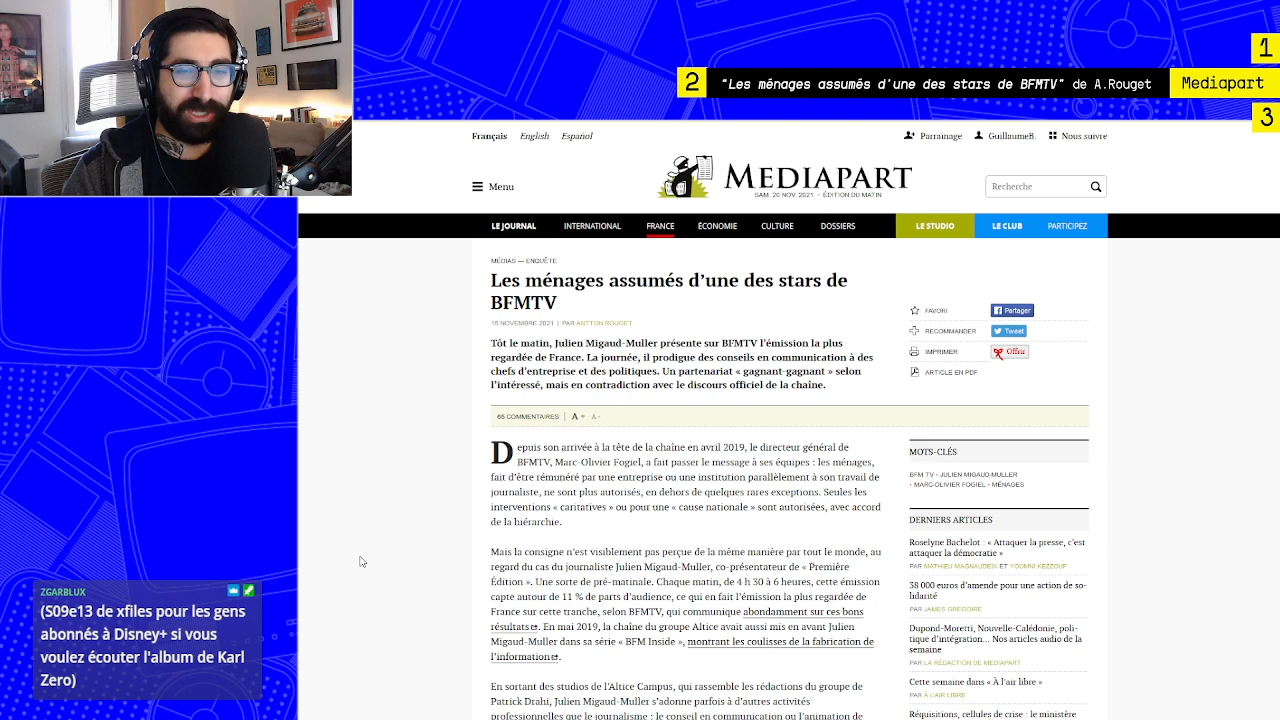 1
2 "Les ménages assumés d'une des stars de BFMTV" de A.Rouget Mediapart
3
Français English Español
Parrainage GuillaumeB. Nous suivre
Menu
MEDIAPART
SAM. 20 NOV. 2021 – ÉDITION DU MATIN
Recherche
LE JOURNAL INTERNATIONAL FRANCE ÉCONOMIE CULTURE DOSSIERS LE STUDIO LE CLUB PARTICIPEZ
MÉDIAS — ENQUÊTE
Les ménages assumés d'une des stars de
BFMTV
16 NOVEMBRE 2021 | PAR ANTTON ROUGET
Tôt le matin, Julien Migaud-Muller présente sur BFMTV l'émission la plus
regardée de France. La journée, il prodigue des conseils en communication à des
chefs d'entreprise et des politiques. Un partenariat « gagnant-gagnant » selon
l'intéressé, mais en contradiction avec le discours officiel de la chaîne.
FAVORI Partager
RECOMMANDER Tweet
IMPRIMER Offrir
ARTICLE EN PDF
65 COMMENTAIRES | A + A -
Depuis son arrivée à la tête de la chaîne en avril 2019, le directeur général de
BFMTV, Marc-Olivier Fogiel, a fait passer le message à ses équipes : les ménages,
fait d'être rémunéré par une entreprise ou une institution parallèlement à son travail de
journaliste, ne sont plus autorisés, en dehors de quelques rares exceptions. Seules les
interventions « caritatives » ou pour une « cause nationale » sont autorisées, avec accord
de la hiérarchie.
Mais la consigne n'est visiblement pas perçue de la même manière par tout le monde, au
regard du cas du journaliste Julien Migaud-Muller, co-présentateur de « Première
Édition ». Une sorte de pré-matinale. Chaque matin, de 4 h 30 à 6 heures, cette émission
capte autour de 11 % de parts d'audience, ce qui en fait l'émission la plus regardée de
France sur cette tranche, selon BFMTV, qui communique abondamment sur ces bons
résultats. En mai 2019, la chaîne du groupe Altice avait aussi mis en avant Julien
Migaud-Muller dans sa série « BFM Inside », montrant les coulisses de la fabrication de
l'information.
En sortant des studios de l'Altice Campus, qui rassemble les rédactions du groupe de
Patrick Drahi, Julien Migaud-Muller s'adonne parfois à d'autres activités
professionnelles que le journalisme : le conseil en communication ou l'animation de
MOTS-CLÉS
BFM TV • JULIEN MIGAUD-MULLER
• MARC-OLIVIER FOGIEL • MÉNAGES
DERNIERS ARTICLES
Roselyne Bachelot : « Attaquer la presse, c'est
attaquer la démocratie »
PAR MATHIEU MAGNAUDEIX ET YOUMNI KEZZOUF
38 000 euros d'amende pour une action de so-
lidarité
PAR JAMES GREGOIRE
Dupond-Moretti, Nouvelle-Calédonie, poli-
tique d'intégration... Nos articles audio de la
semaine
PAR LA RÉDACTION DE MEDIAPART
Cette semaine dans « À l'air libre »
PAR À L'AIR LIBRE
Réquisitions, cellules de crise : le ministère
ZGARBLUX
(S09e13 de xfiles pour les gens
abonnés à Disney+ si vous
voulez écouter l'album de Karl
Zero)